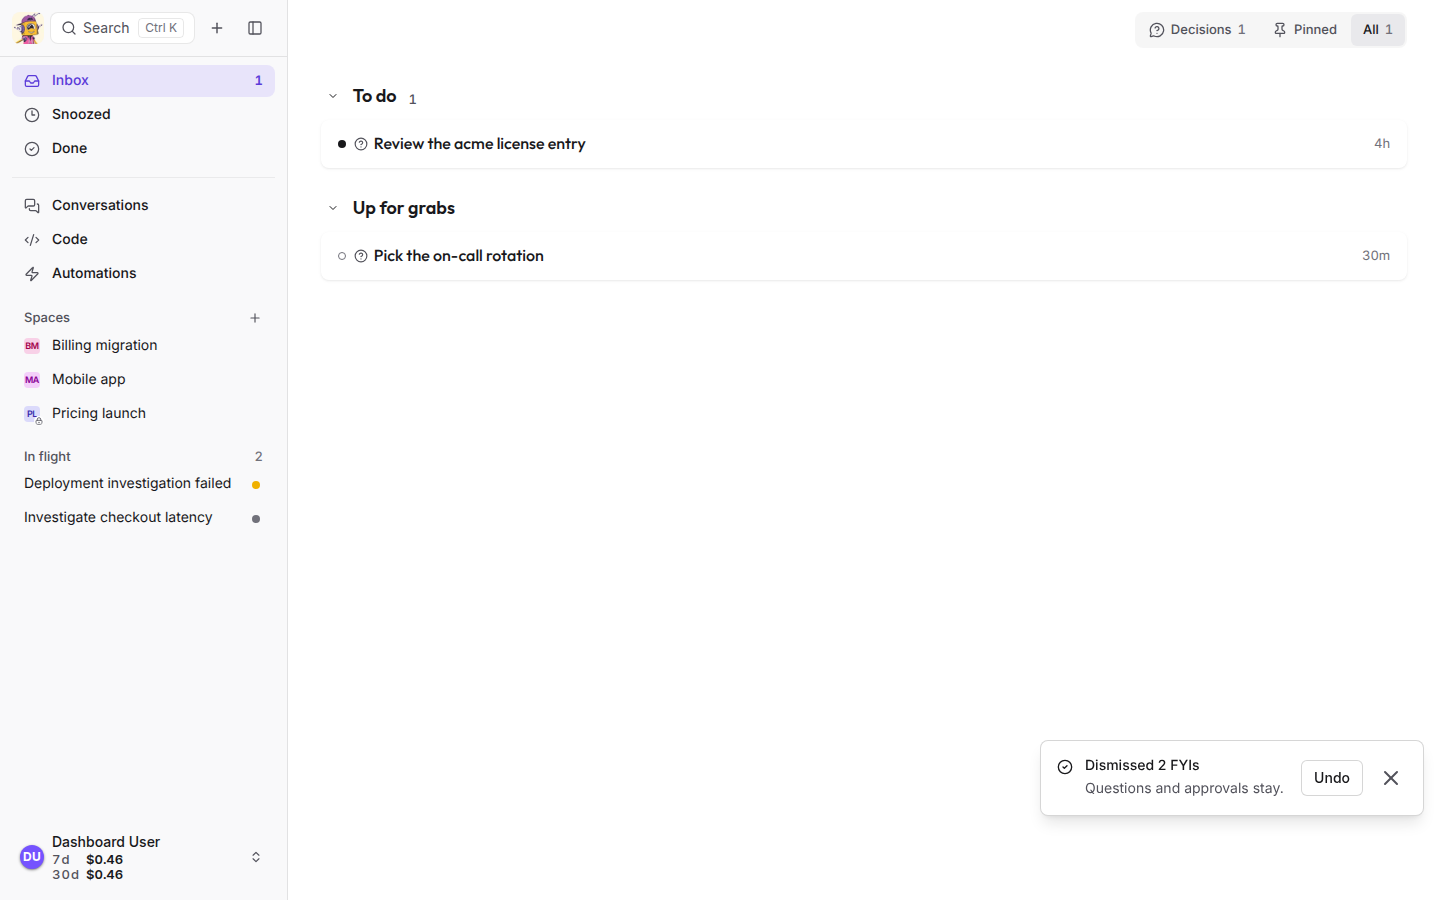 Search Ctrl K
Inbox 1
Snoozed
Done
Conversations
Code
Automations
Spaces
BM Billing migration
MA Mobile app
PL Pricing launch
In flight 2
Deployment investigation failed
Investigate checkout latency
DU Dashboard User
7d $0.46
30d $0.46
Decisions 1 Pinned All 1
To do 1
Review the acme license entry 4h
Up for grabs
Pick the on-call rotation 30m
Dismissed 2 FYIs
Questions and approvals stay.
Undo